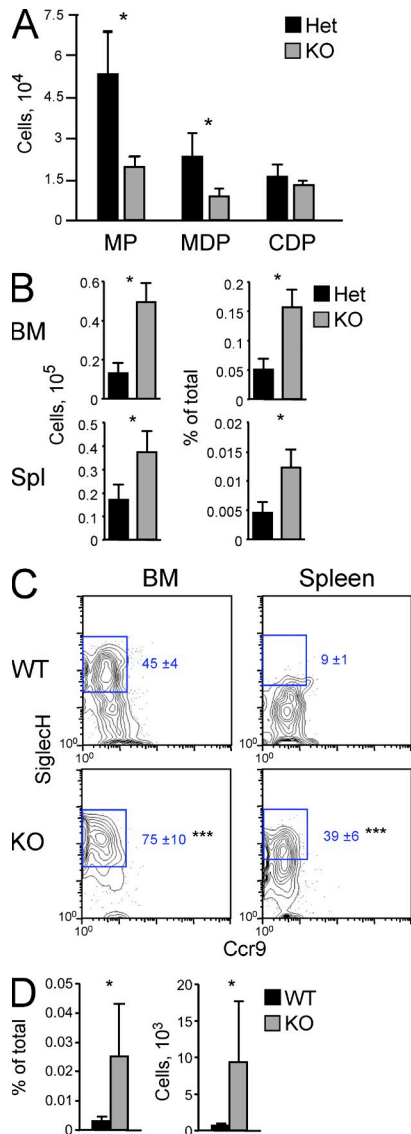 A
Cells, 10⁴
7.5
6
4.5
3
1.5
0
*
*
Het
KO
MP MDP CDP
B
BM
Cells, 10⁵
0.6
0.4
0.2
0
*
% of total
0.2
0.15
0.1
0.05
0
*
Het
KO
Spl
0.5
0.4
0.3
0.2
0.1
0
*
0.02
0.015
0.01
0.005
0
*
C
BM Spleen
WT
SiglecH
45 ±4
9 ±1
10⁰
10⁰
10⁰
10⁰
KO
75 ±10 ***
39 ±6 ***
10⁰
10⁰
10⁰
10⁰
Ccr9
D
% of total
0.05
0.04
0.03
0.02
0.01
0
*
Cells, 10³
20
15
10
5
0
*
WT
KO